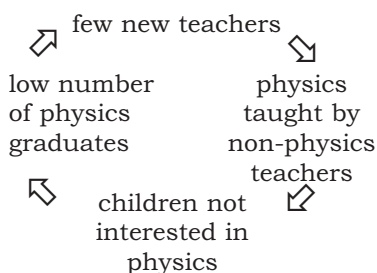 few new teachers
physics
taught by
non-physics
teachers
children not
interested in
physics
low number
of physics
graduates